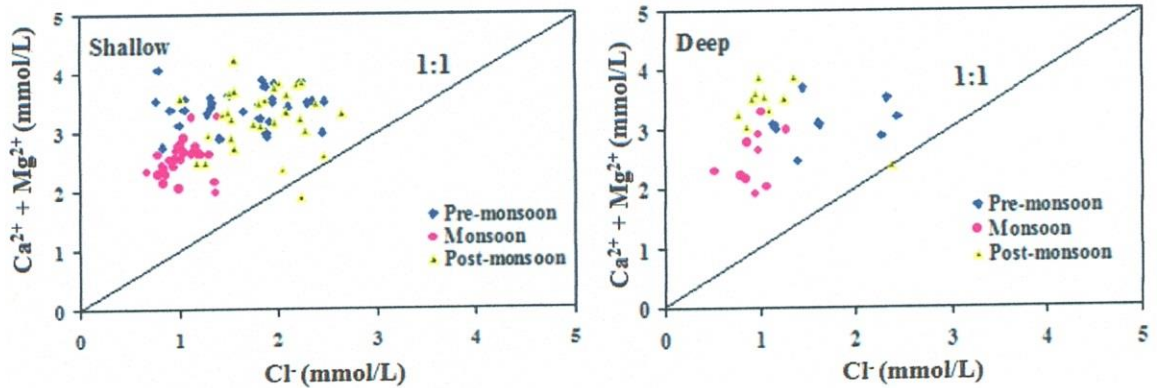 5
4
3
2
1
0
Ca2+ + Mg2+ (mmol/L)
Shallow
1:1
Pre-monsoon
Monsoon
Post-monsoon
0 1 2 3 4 5
Cl- (mmol/L)
5
4
3
2
1
0
Ca2+ + Mg2+ (mmol/L)
Deep
1:1
Pre-monsoon
Monsoon
Post-monsoon
0 1 2 3 4 5
Cl- (mmol/L)